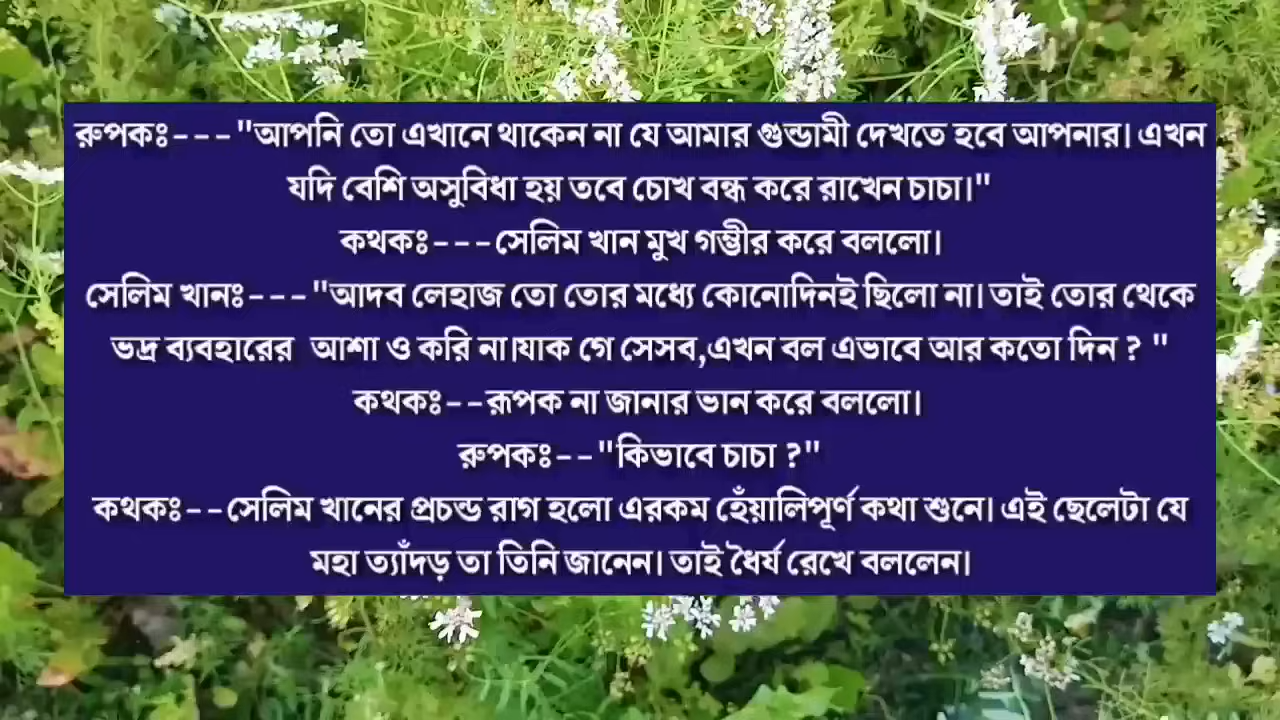 রুপকঃ---"আপনি তো এখানে থাকেন না যে আমার গুন্ডামী দেখতে হবে আপনার। এখন
যদি বেশি অসুবিধা হয় তবে চোখ বন্ধ করে রাখেন চাচা।"
কথকঃ---সেলিম খান মুখ গম্ভীর করে বললো।
সেলিম খানঃ---"আদব লেহাজ তো তোর মধ্যে কোনোদিনই ছিলো না। তাই তোর থেকে
ভদ্র ব্যবহারের  আশা ও করি না।যাক গে সেসব,এখন বল এভাবে আর কতো দিন ? "
কথকঃ--রূপক না জানার ভান করে বললো।
রুপকঃ--"কিভাবে চাচা ?"
কথকঃ--সেলিম খানের প্রচন্ড রাগ হলো এরকম হেঁয়ালিপূর্ণ কথা শুনে। এই ছেলেটা যে
মহা ত্যাঁদড় তা তিনি জানেন। তাই ধৈর্য রেখে বললেন।